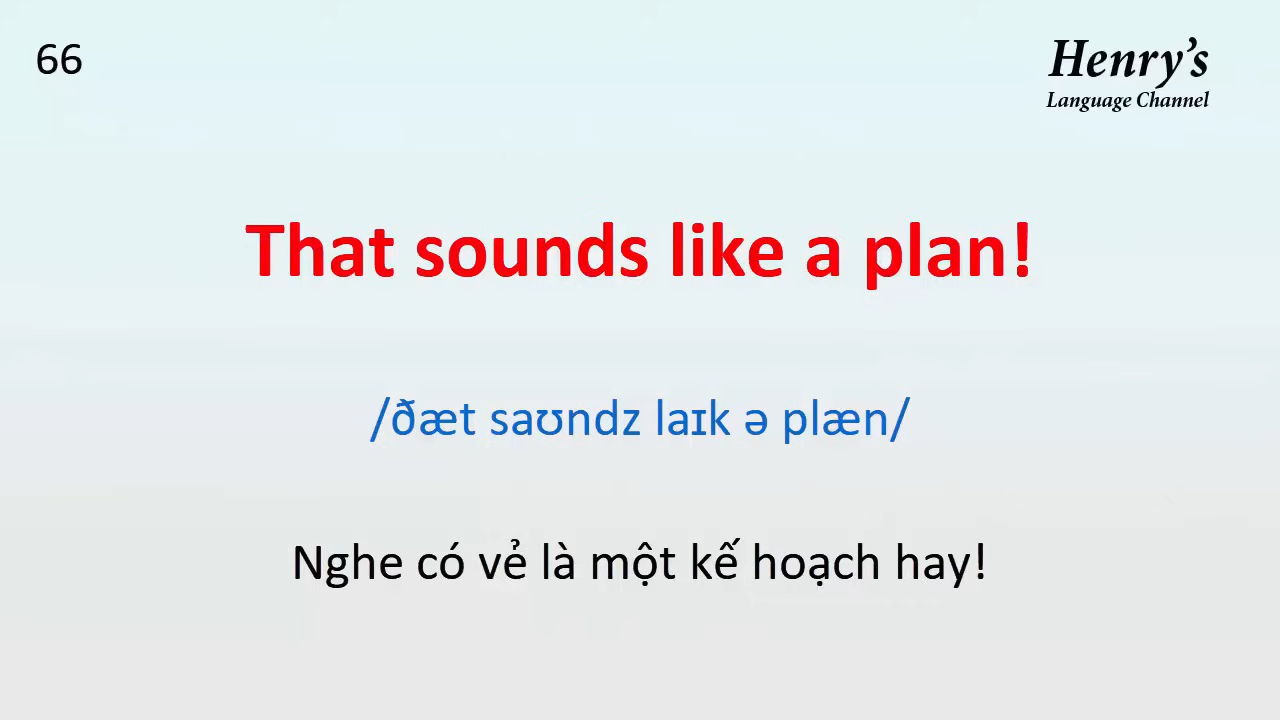 66
Henry's
Language Channel
That sounds like a plan!
/ðæt saʊndz laɪk ə plæn/
Nghe có vẻ là một kế hoạch hay!